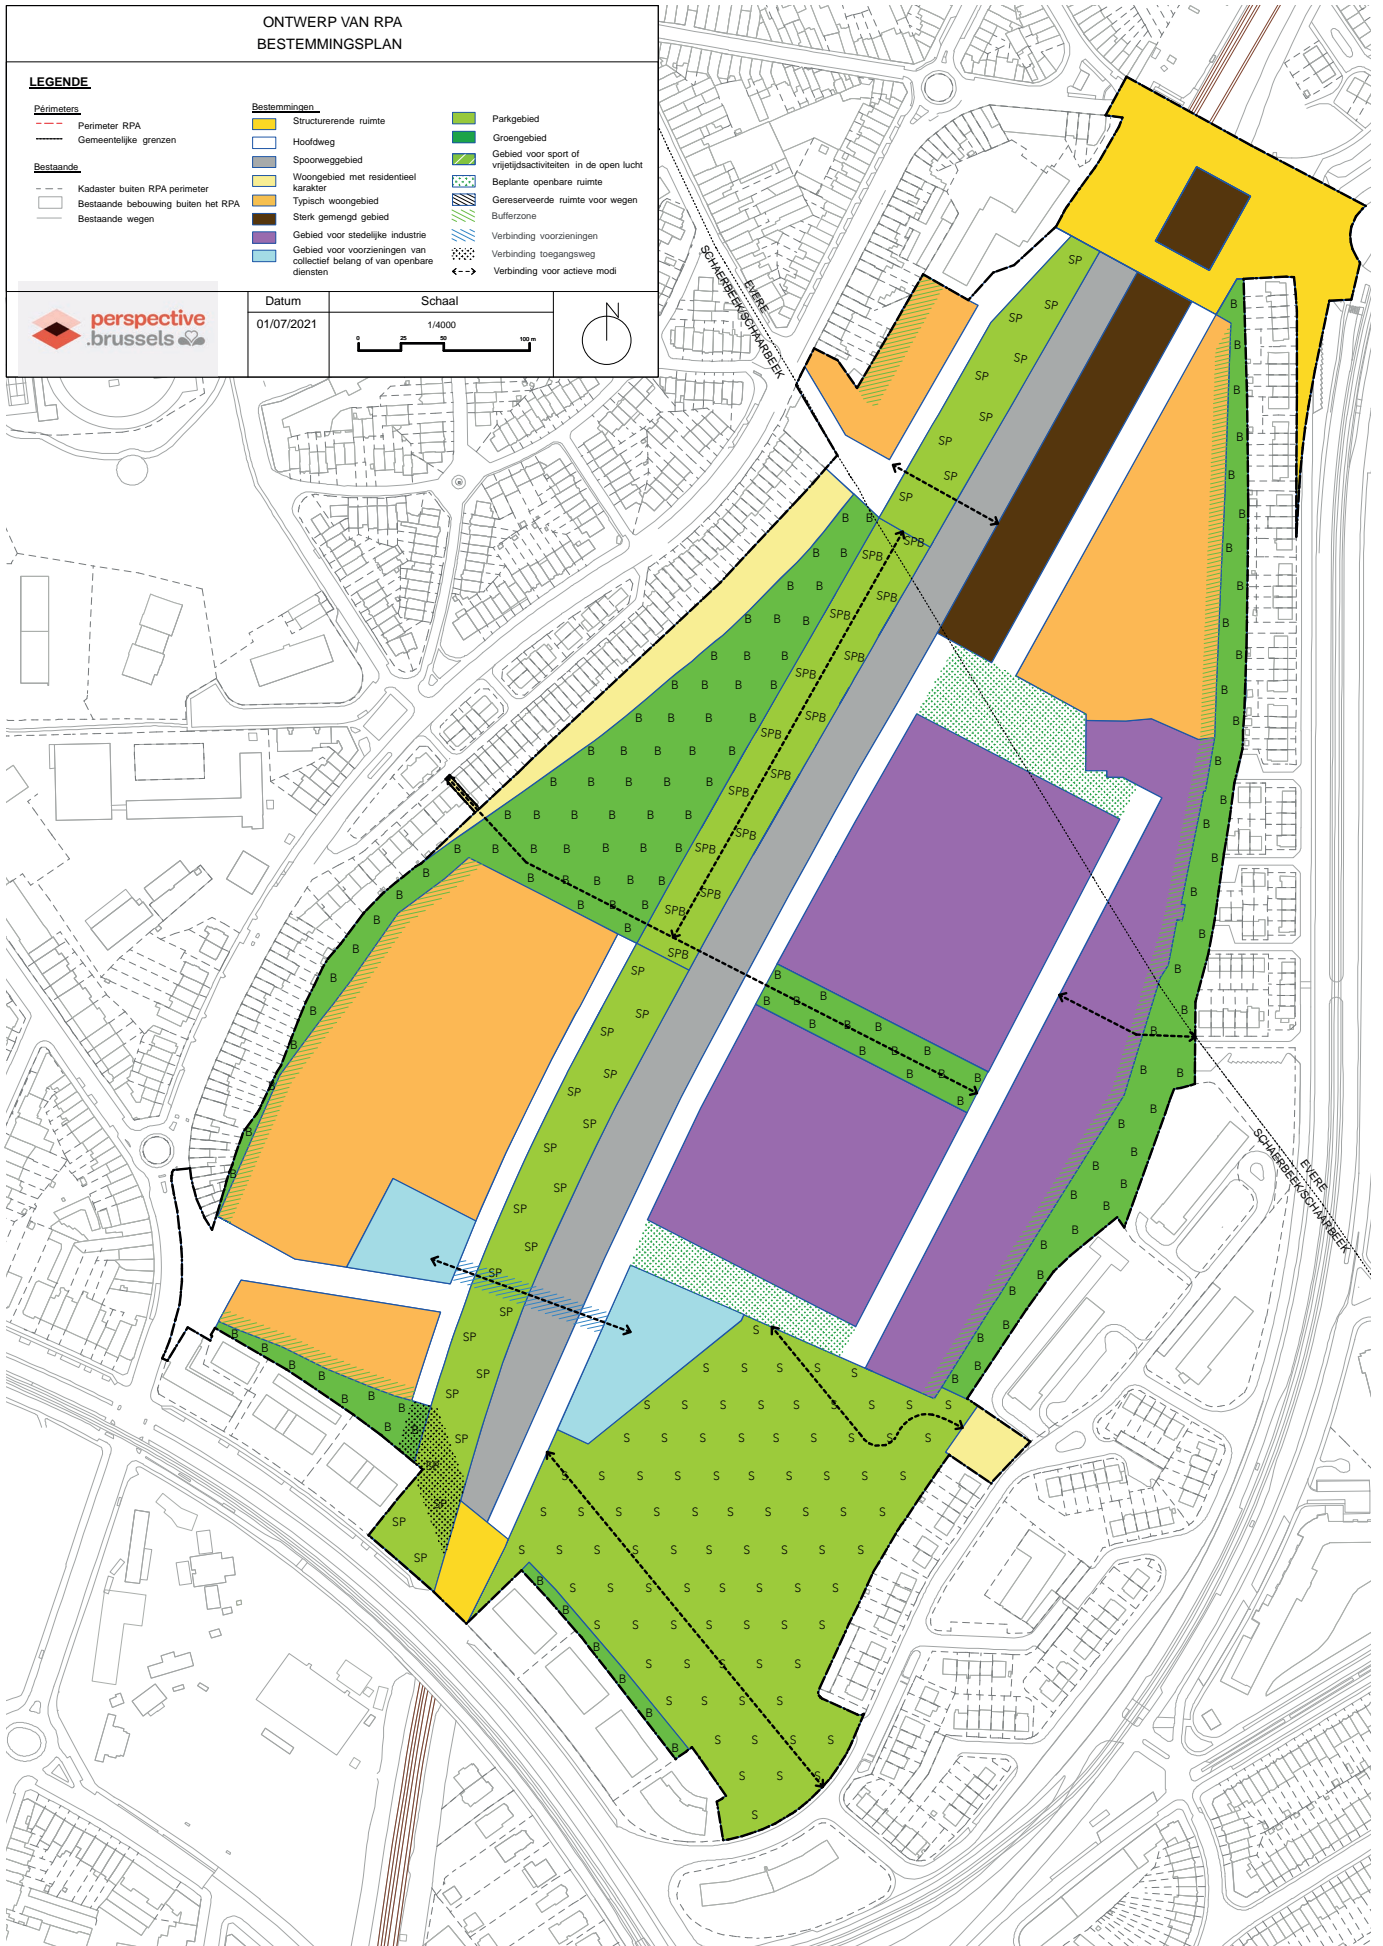 ONTWERP VAN RPA
BESTEMMINGSPLAN
LEGENDE
Périmeters
Perimeter RPA
Gemeentelijke grenzen
Bestaande
Kadaster buiten RPA perimeter
Bestaande bebouwing buiten het RPA
Bestaande wegen
Bestemmingen
Structurerende ruimte
Hoofdweg
Spoorweggebied
Woongebied met residentieel
karakter
Typisch woongebied
Sterk gemengd gebied
Gebied voor stedelijke industrie
Gebied voor voorzieningen van
collectief belang of van openbare
diensten
Parkgebied
Groengebied
Gebied voor sport of
vrijetijdsactiviteiten in de open lucht
Beplante openbare ruimte
Gereserveerde ruimte voor wegen
Bufferzone
Verbinding voorzieningen
Verbinding toegangsweg
Verbinding voor actieve modi
perspective
.brussels
Datum
01/07/2021
Schaal
1/4000
0 25 50 100 m
N
EVERE
SCHAERBEEK/SCHAARBEEK
EVERE
SCHAERBEEK/SCHAARBEEK